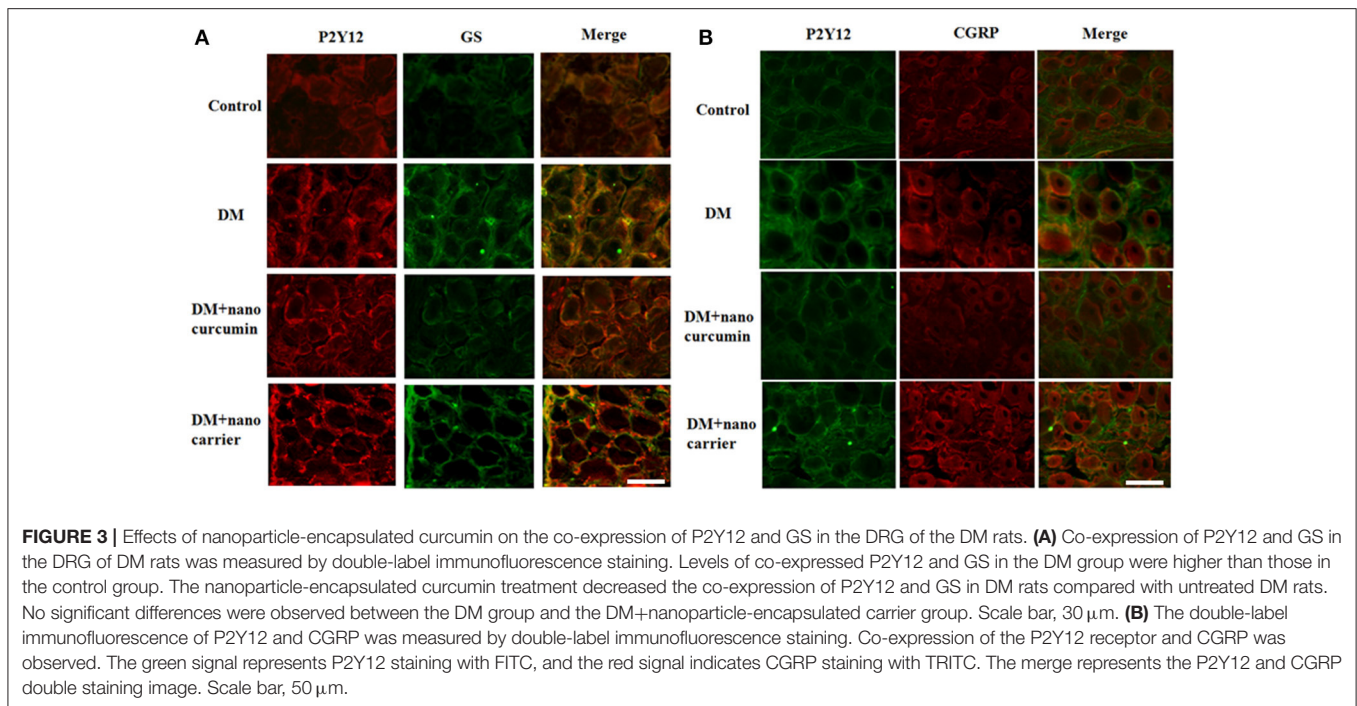 A P2Y12 GS Merge
B P2Y12 CGRP Merge
Control
DM
DM+nano
curcumin
DM+nano
carrier
Control
DM
DM+nano
curcumin
DM+nano
carrier
FIGURE 3 | Effects of nanoparticle-encapsulated curcumin on the co-expression of P2Y12 and GS in the DRG of the DM rats. (A) Co-expression of P2Y12 and GS in
the DRG of DM rats was measured by double-label immunofluorescence staining. Levels of co-expressed P2Y12 and GS in the DM group were higher than those in
the control group. The nanoparticle-encapsulated curcumin treatment decreased the co-expression of P2Y12 and GS in DM rats compared with untreated DM rats.
No significant differences were observed between the DM group and the DM+nanoparticle-encapsulated carrier group. Scale bar, 30 μm. (B) The double-label
immunofluorescence of P2Y12 and CGRP was measured by double-label immunofluorescence staining. Co-expression of the P2Y12 receptor and CGRP was
observed. The green signal represents P2Y12 staining with FITC, and the red signal indicates CGRP staining with TRITC. The merge represents the P2Y12 and CGRP
double staining image. Scale bar, 50 μm.